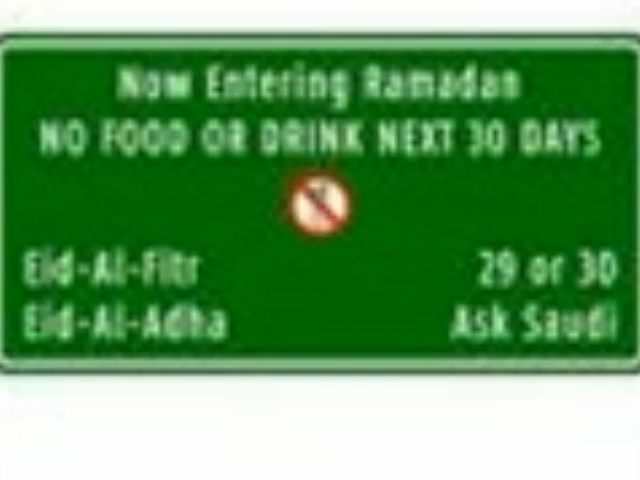 Now Entering Ramadan
NO FOOD OR DRINK NEXT 30 DAYS
Eid-Al-Fitr 29 or 30
Eid-Al-Adha Ask Saudi